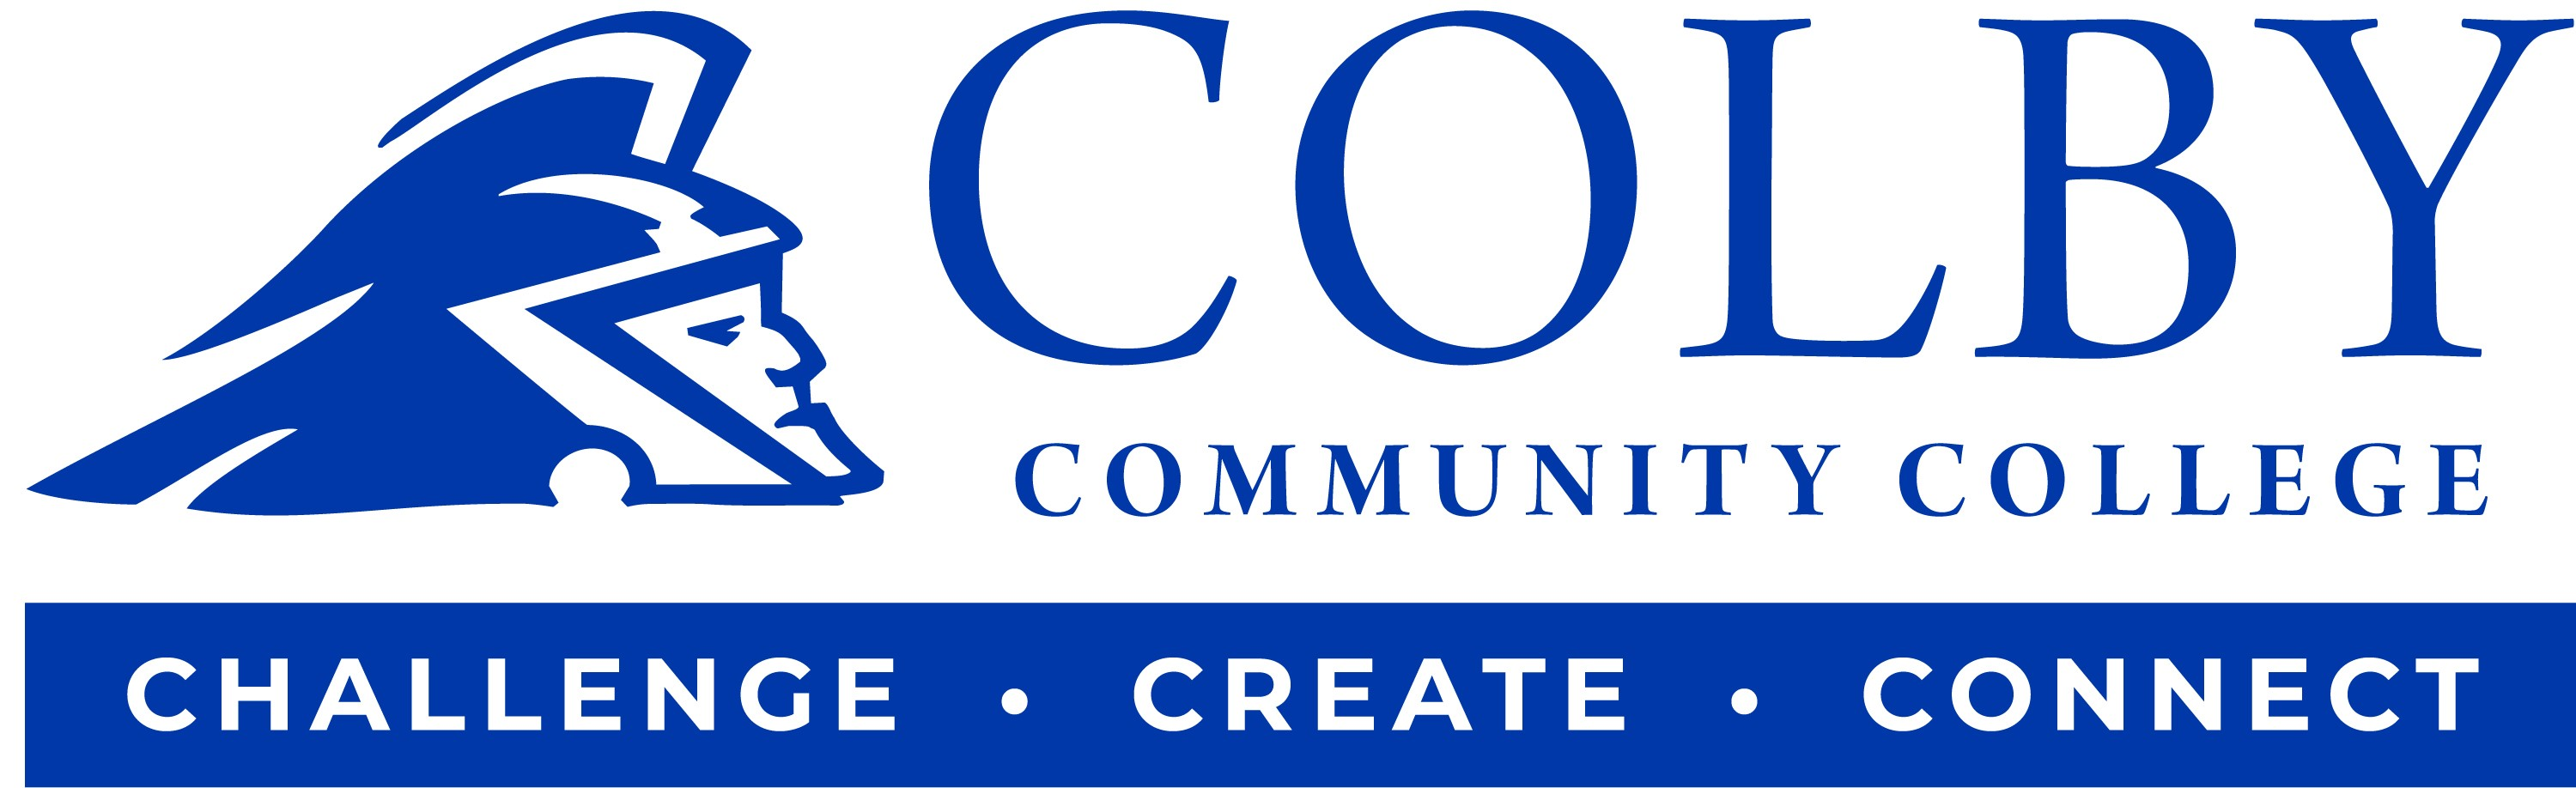 COLBY
COMMUNITY COLLEGE
CHALLENGE • CREATE • CONNECT